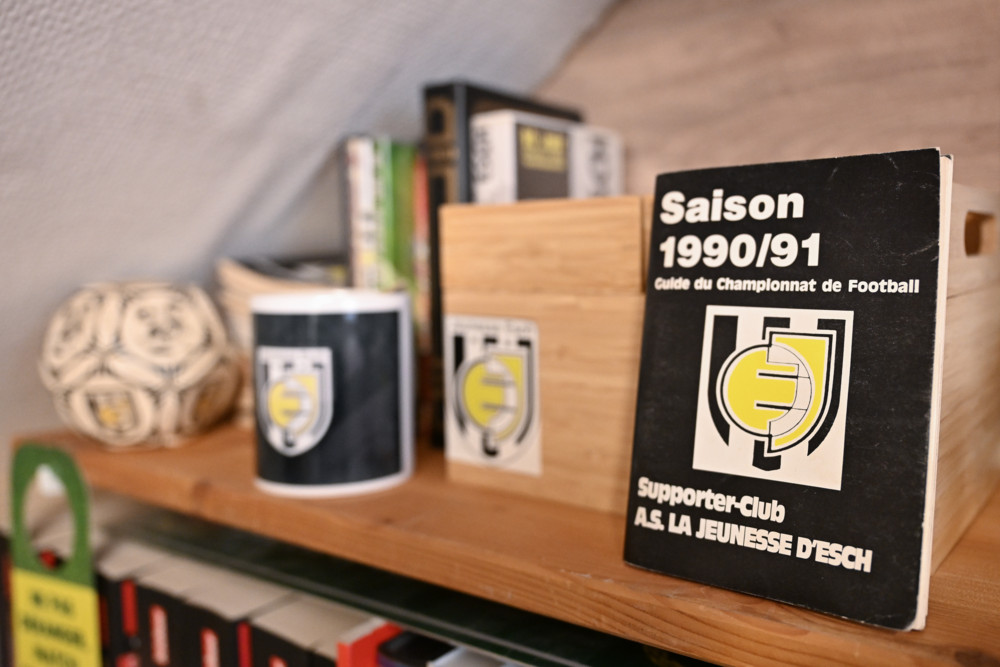 Saison
1990/91
Guide du Championnat de Football
Supporter-Club
A.S. LA JEUNESSE D'ESCH